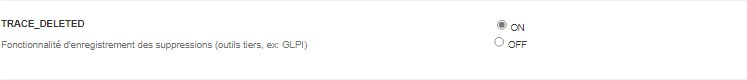 TRACE_DELETED
ON
Fonctionnalité d'enregistrement des suppressions (outils tiers, ex: GLPI)
OFF